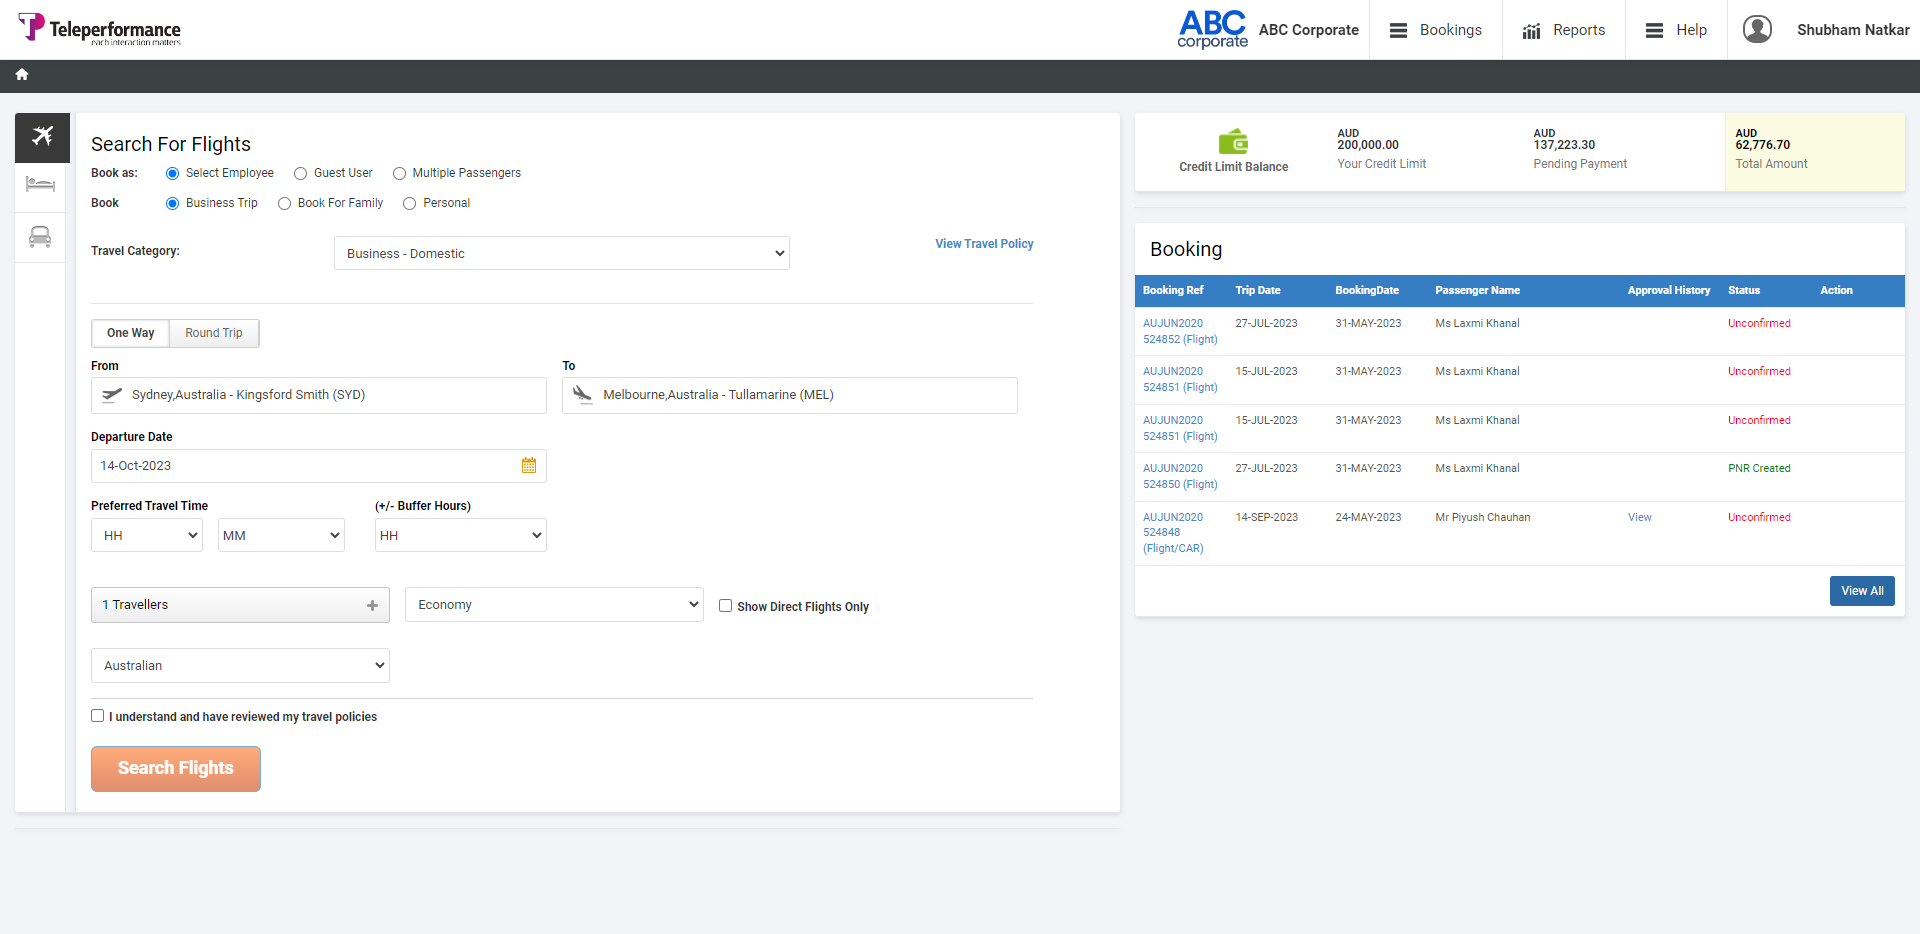 Teleperformance
each interaction matters
ABC
corporate
ABC Corporate
Bookings
Reports
Help
Shubham Natkar
Search For Flights
Book as: Select Employee Guest User Multiple Passengers
Book Business Trip Book For Family Personal
Travel Category: Business - Domestic View Travel Policy
One Way Round Trip
From To
Sydney,Australia - Kingsford Smith (SYD) Melbourne,Australia - Tullamarine (MEL)
Departure Date
14-Oct-2023
Preferred Travel Time (+/- Buffer Hours)
HH MM HH
1 Travellers Economy Show Direct Flights Only
Australian
I understand and have reviewed my travel policies
Search Flights
Credit Limit Balance
AUD
200,000.00
Your Credit Limit
AUD
137,223.30
Pending Payment
AUD
62,776.70
Total Amount
Booking
Booking Ref Trip Date BookingDate Passenger Name Approval History Status Action
AUJUN2020 27-JUL-2023 31-MAY-2023 Ms Laxmi Khanal Unconfirmed
524852 (Flight)
AUJUN2020 15-JUL-2023 31-MAY-2023 Ms Laxmi Khanal Unconfirmed
524851 (Flight)
AUJUN2020 15-JUL-2023 31-MAY-2023 Ms Laxmi Khanal Unconfirmed
524851 (Flight)
AUJUN2020 27-JUL-2023 31-MAY-2023 Ms Laxmi Khanal PNR Created
524850 (Flight)
AUJUN2020 14-SEP-2023 24-MAY-2023 Mr Piyush Chauhan View Unconfirmed
524848
(Flight/CAR)
View All